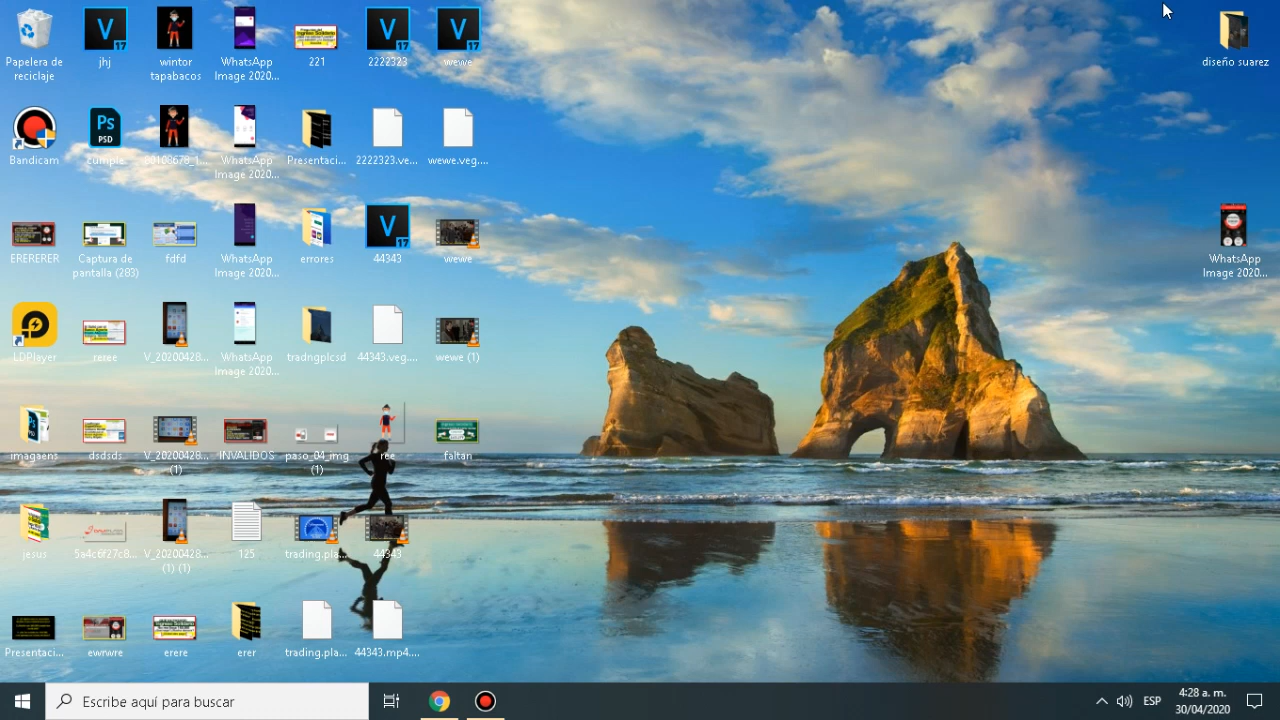 Papelera de
reciclaje
jhj
wintor
tapabacos
WhatsApp
Image 2020...
221
2222323
wewe
diseño suarez
Bandicam
cumple
WhatsApp
Image 2020...
Presentaci...
2222323.ve...
wewe.veg....
ERERERER
Captura de
pantalla (283)
fdfd
WhatsApp
Image 2020...
errores
44343
wewe
WhatsApp
Image 2020...
LDPlayer
reree
V_20200428...
WhatsApp
Image 2020...
tradngplcsd
44343.veg....
wewe (1)
imagaens
dsdsds
V_20200428...
(1)
INVALIDOS
paso_04_img
(1)
ree
faltan
jesus
5a4c6f27c8...
V_20200428...
(1) (1)
125
trading.pla...
44343
Presentaci...
ewrwre
erere
erer
trading.pla...
44343.mp4....
Escribe aquí para buscar
ESP
4:28 a. m.
30/04/2020